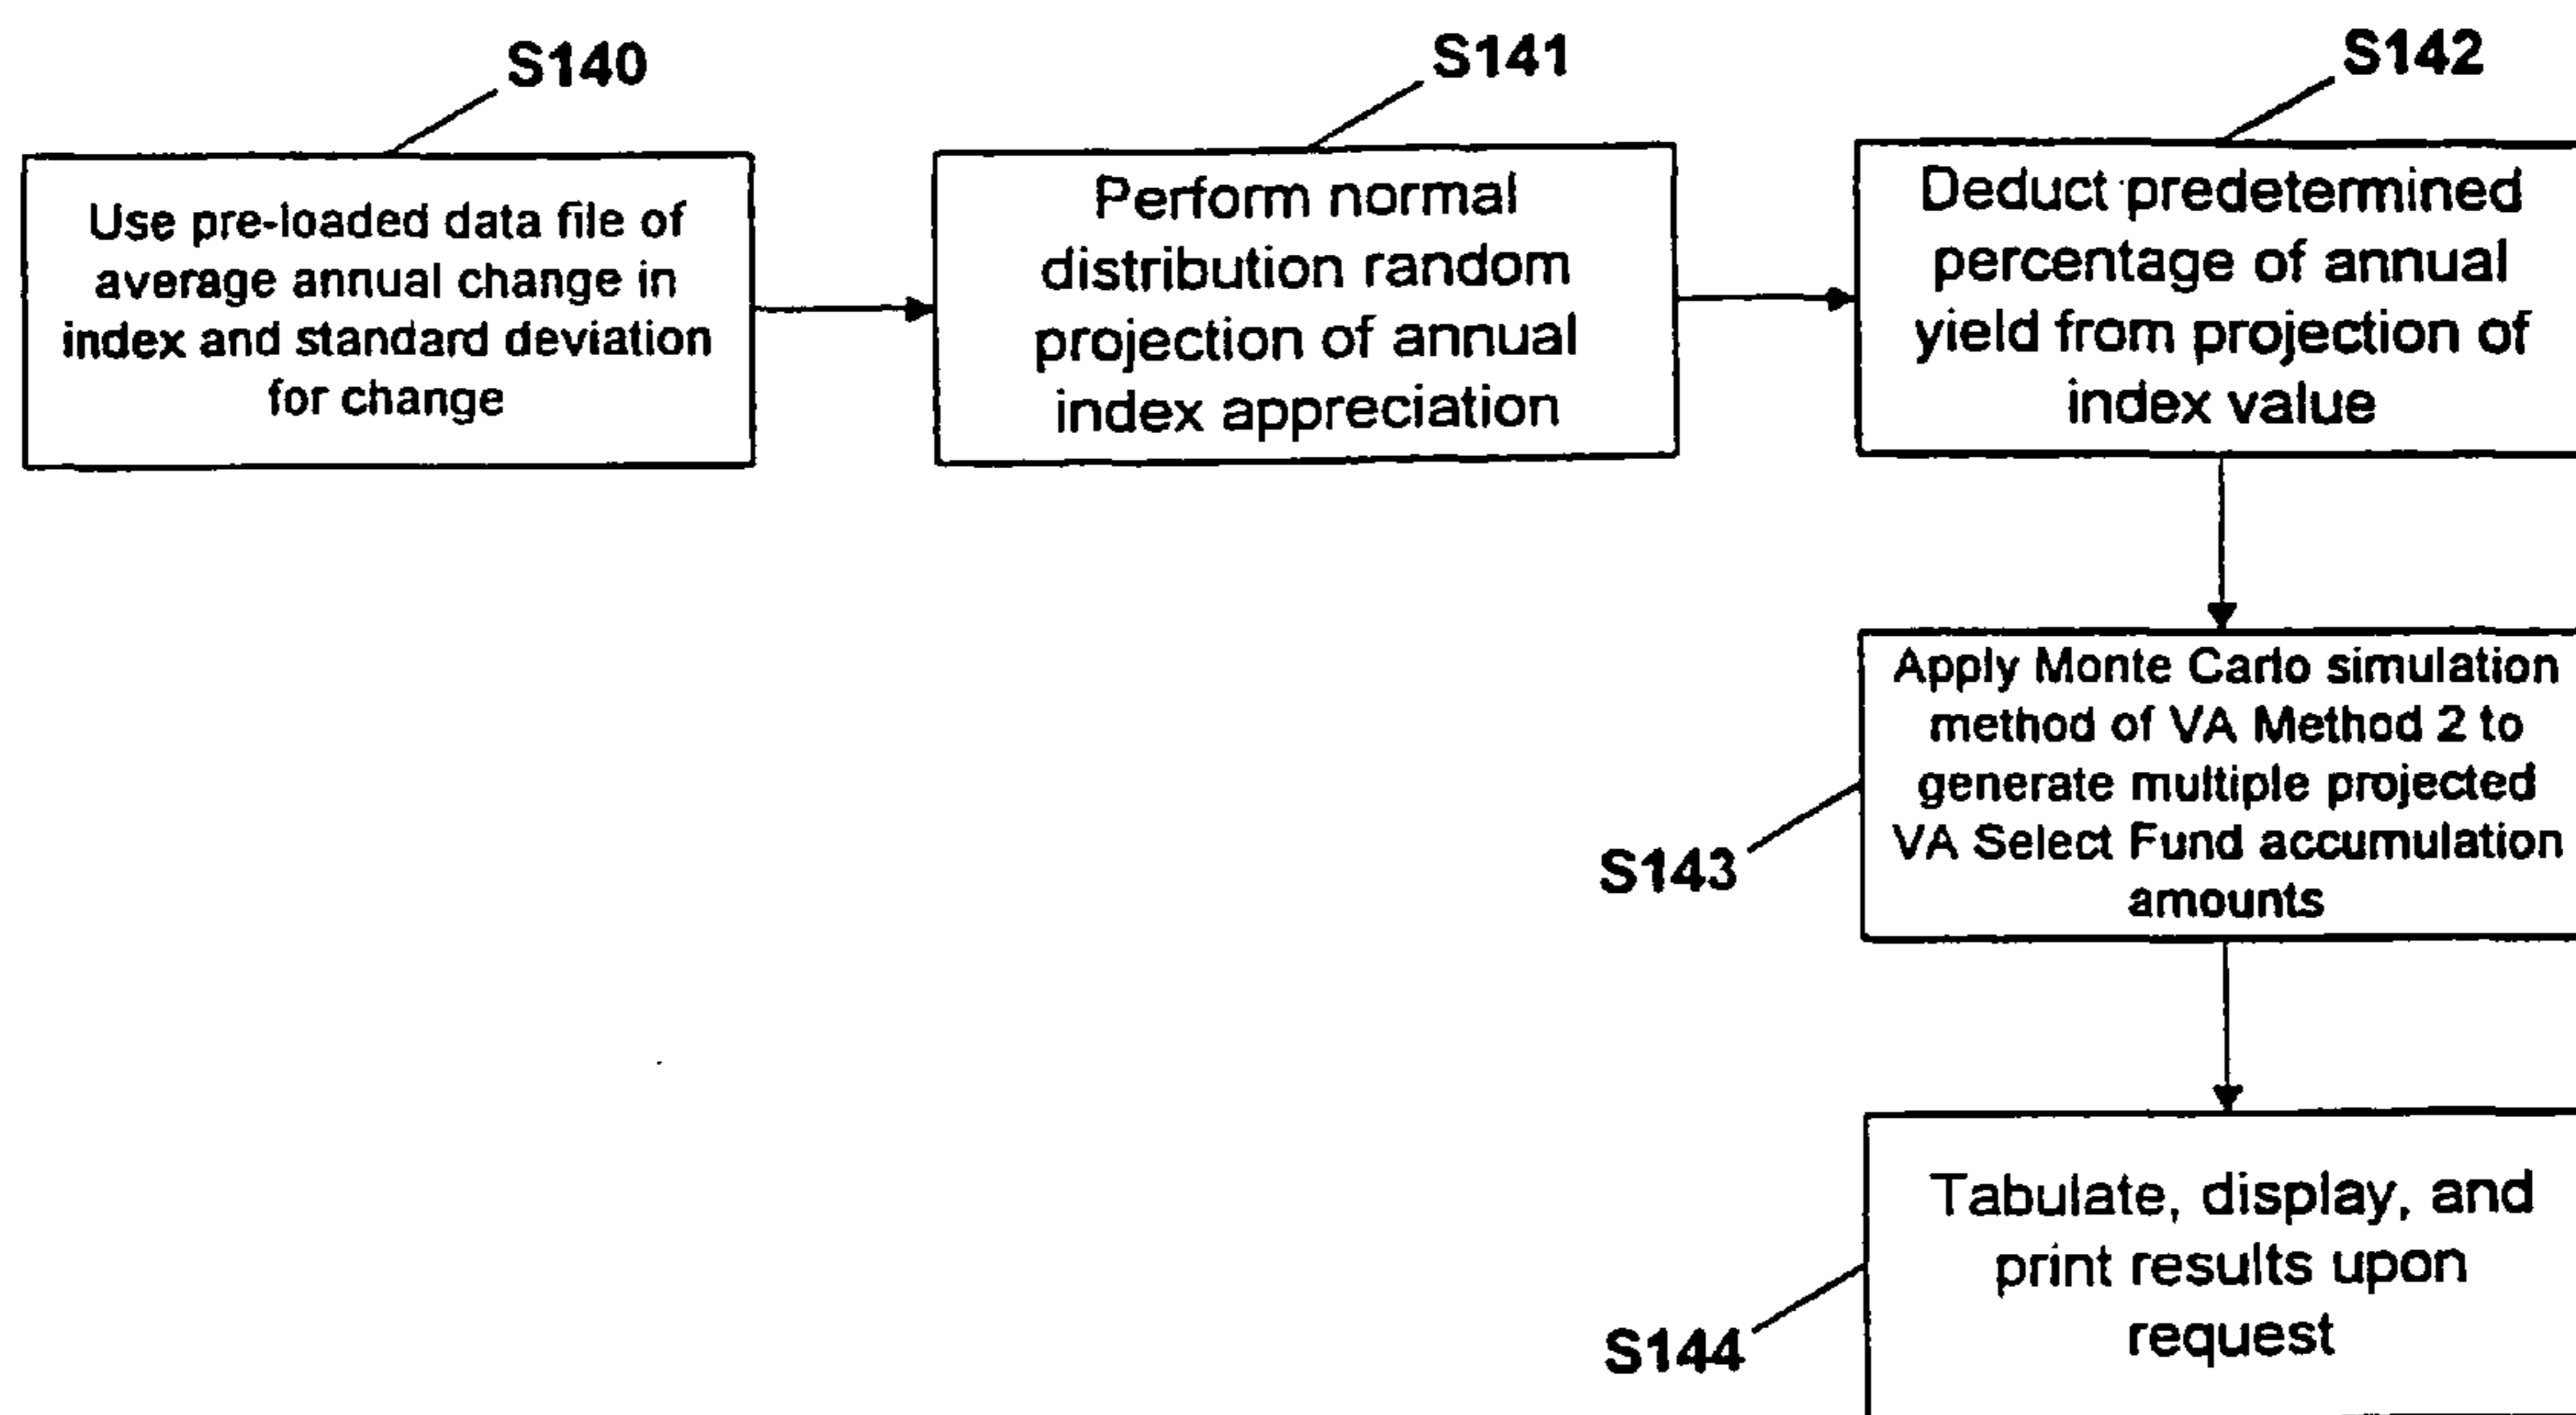 S140
Use pre-loaded data file of
average annual change in
index and standard deviation
for change
S141
Perform normal
distribution random
projection of annual
index appreciation
S142
Deduct predetermined
percentage of annual
yield from projection of
index value
S143
Apply Monte Carlo simulation
method of VA Method 2 to
generate multiple projected
VA Select Fund accumulation
amounts
S144
Tabulate, display, and
print results upon
request